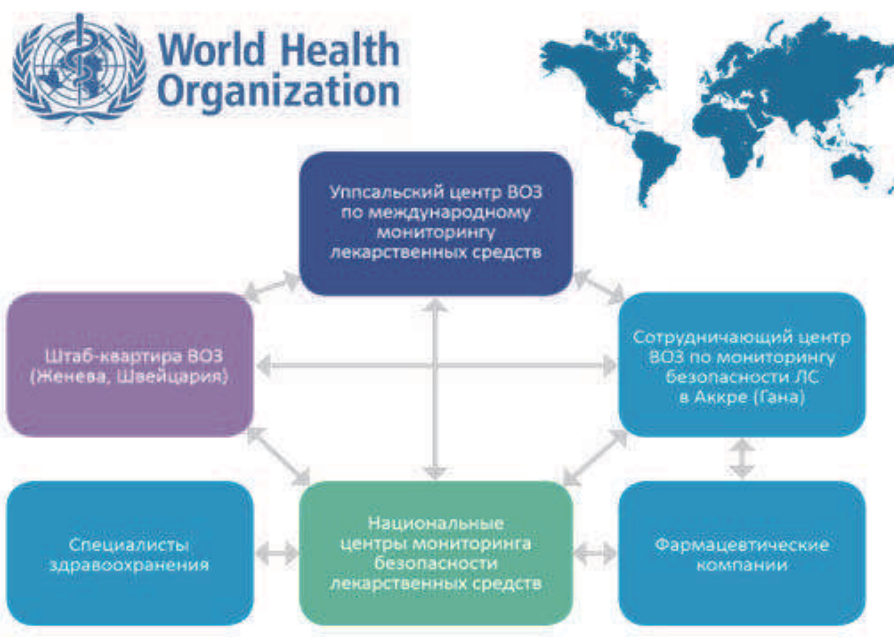 World Health
Organization
Уппсальский центр ВОЗ
по международному
мониторингу
лекарственных средств
Штаб-квартира ВОЗ
(Женева, Швейцария)
Сотрудничающий центр
ВОЗ по мониторингу
безопасности ЛС
в Аккре (Гана)
Специалисты
здравоохранения
Национальные
центры мониторинга
безопасности
лекарственных средств
Фармацевтические
компании